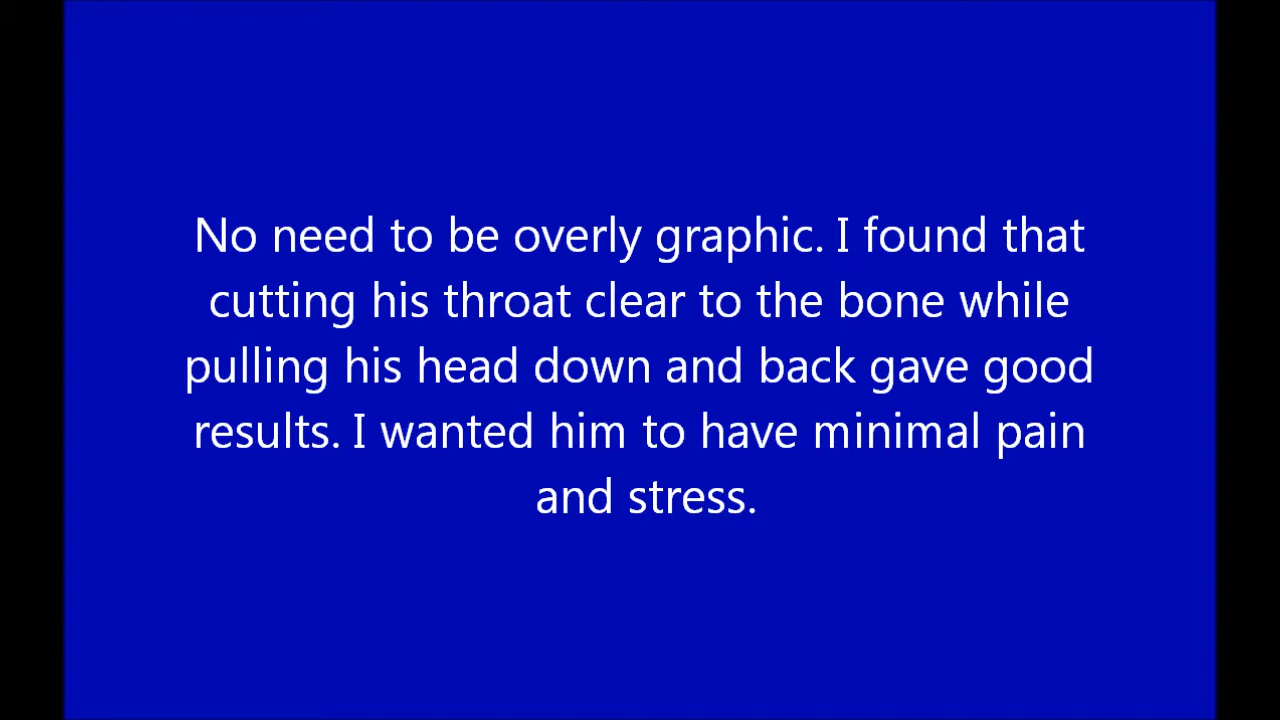 No need to be overly graphic. I found that
cutting his throat clear to the bone while
pulling his head down and back gave good
results. I wanted him to have minimal pain
and stress.